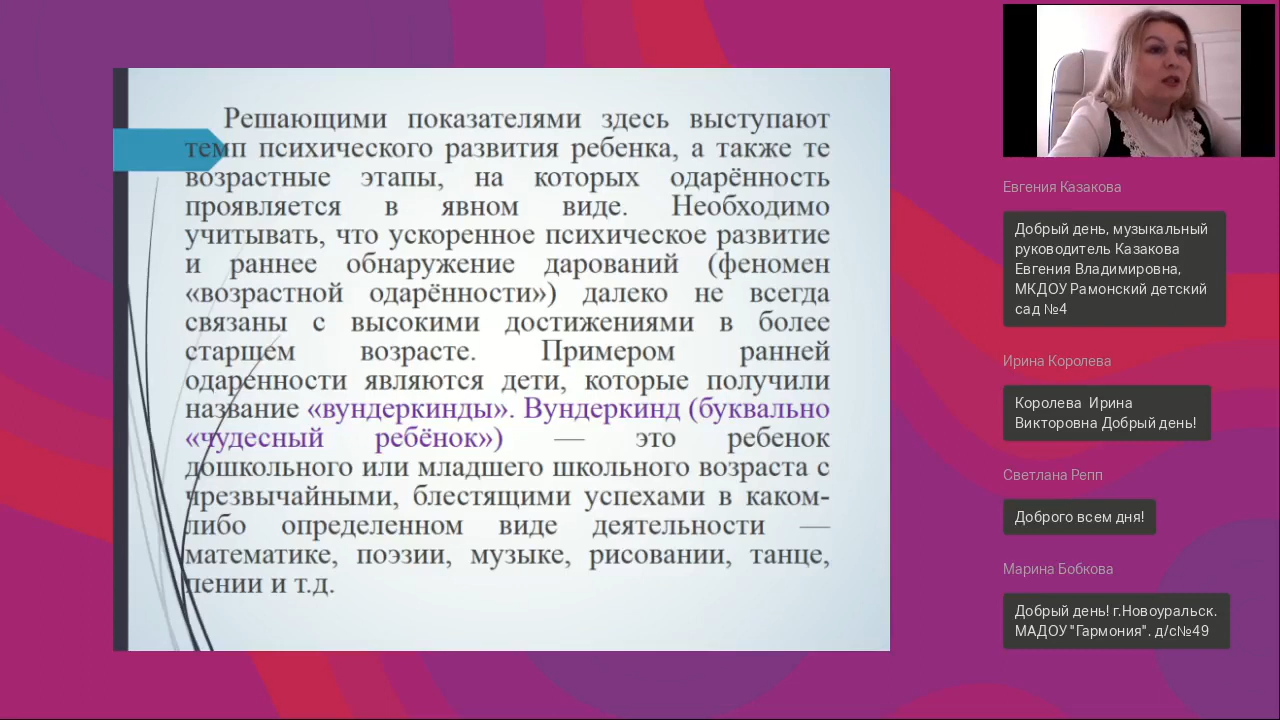 Решающими показателями здесь выступают
темп психического развития ребенка, а также те
возрастные этапы, на которых одарённость
проявляется в явном виде. Необходимо
учитывать, что ускоренное психическое развитие
и раннее обнаружение дарований (феномен
«возрастной одарённости») далеко не всегда
связаны с высокими достижениями в более
старшем возрасте. Примером ранней
одаренности являются дети, которые получили
название «вундеркинды». Вундеркинд (буквально
«чудесный ребёнок») — это ребенок
дошкольного или младшего школьного возраста с
чрезвычайными, блестящими успехами в каком-
либо определенном виде деятельности —
математике, поэзии, музыке, рисовании, танце,
пении и т.д.
Евгения Казакова
Добрый день, музыкальный
руководитель Казакова
Евгения Владимировна,
МКДОУ Рамонский детский
сад №4
Ирина Королева
Королева Ирина
Викторовна Добрый день!
Светлана Репп
Доброго всем дня!
Марина Бобкова
Добрый день! г.Новоуральск.
МАДОУ "Гармония". д/с№49